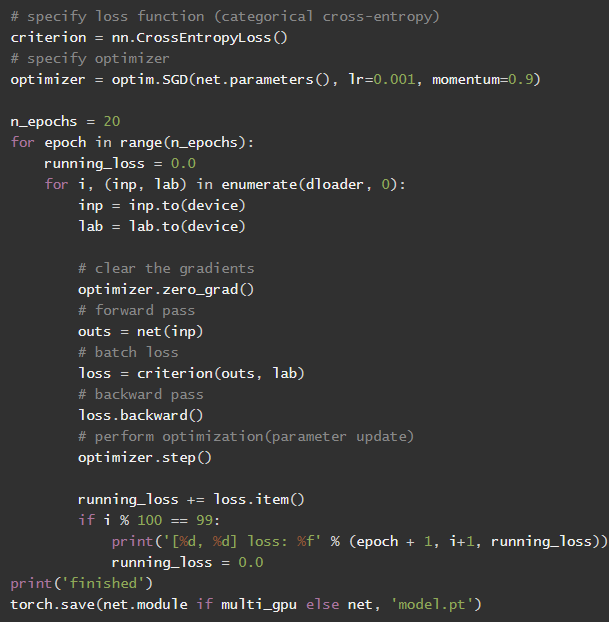 # specify loss function (categorical cross-entropy)
criterion = nn.CrossEntropyLoss()
# specify optimizer
optimizer = optim.SGD(net.parameters(), lr=0.001, momentum=0.9)

n_epochs = 20
for epoch in range(n_epochs):
    running_loss = 0.0
    for i, (inp, lab) in enumerate(dloader, 0):
        inp = inp.to(device)
        lab = lab.to(device)

        # clear the gradients
        optimizer.zero_grad()
        # forward pass
        outs = net(inp)
        # batch loss
        loss = criterion(outs, lab)
        # backward pass
        loss.backward()
        # perform optimization(parameter update)
        optimizer.step()

        running_loss += loss.item()
        if i % 100 == 99:
            print('[%d, %d] loss: %f' % (epoch + 1, i+1, running_loss))
            running_loss = 0.0
print('finished')
torch.save(net.module if multi_gpu else net, 'model.pt')